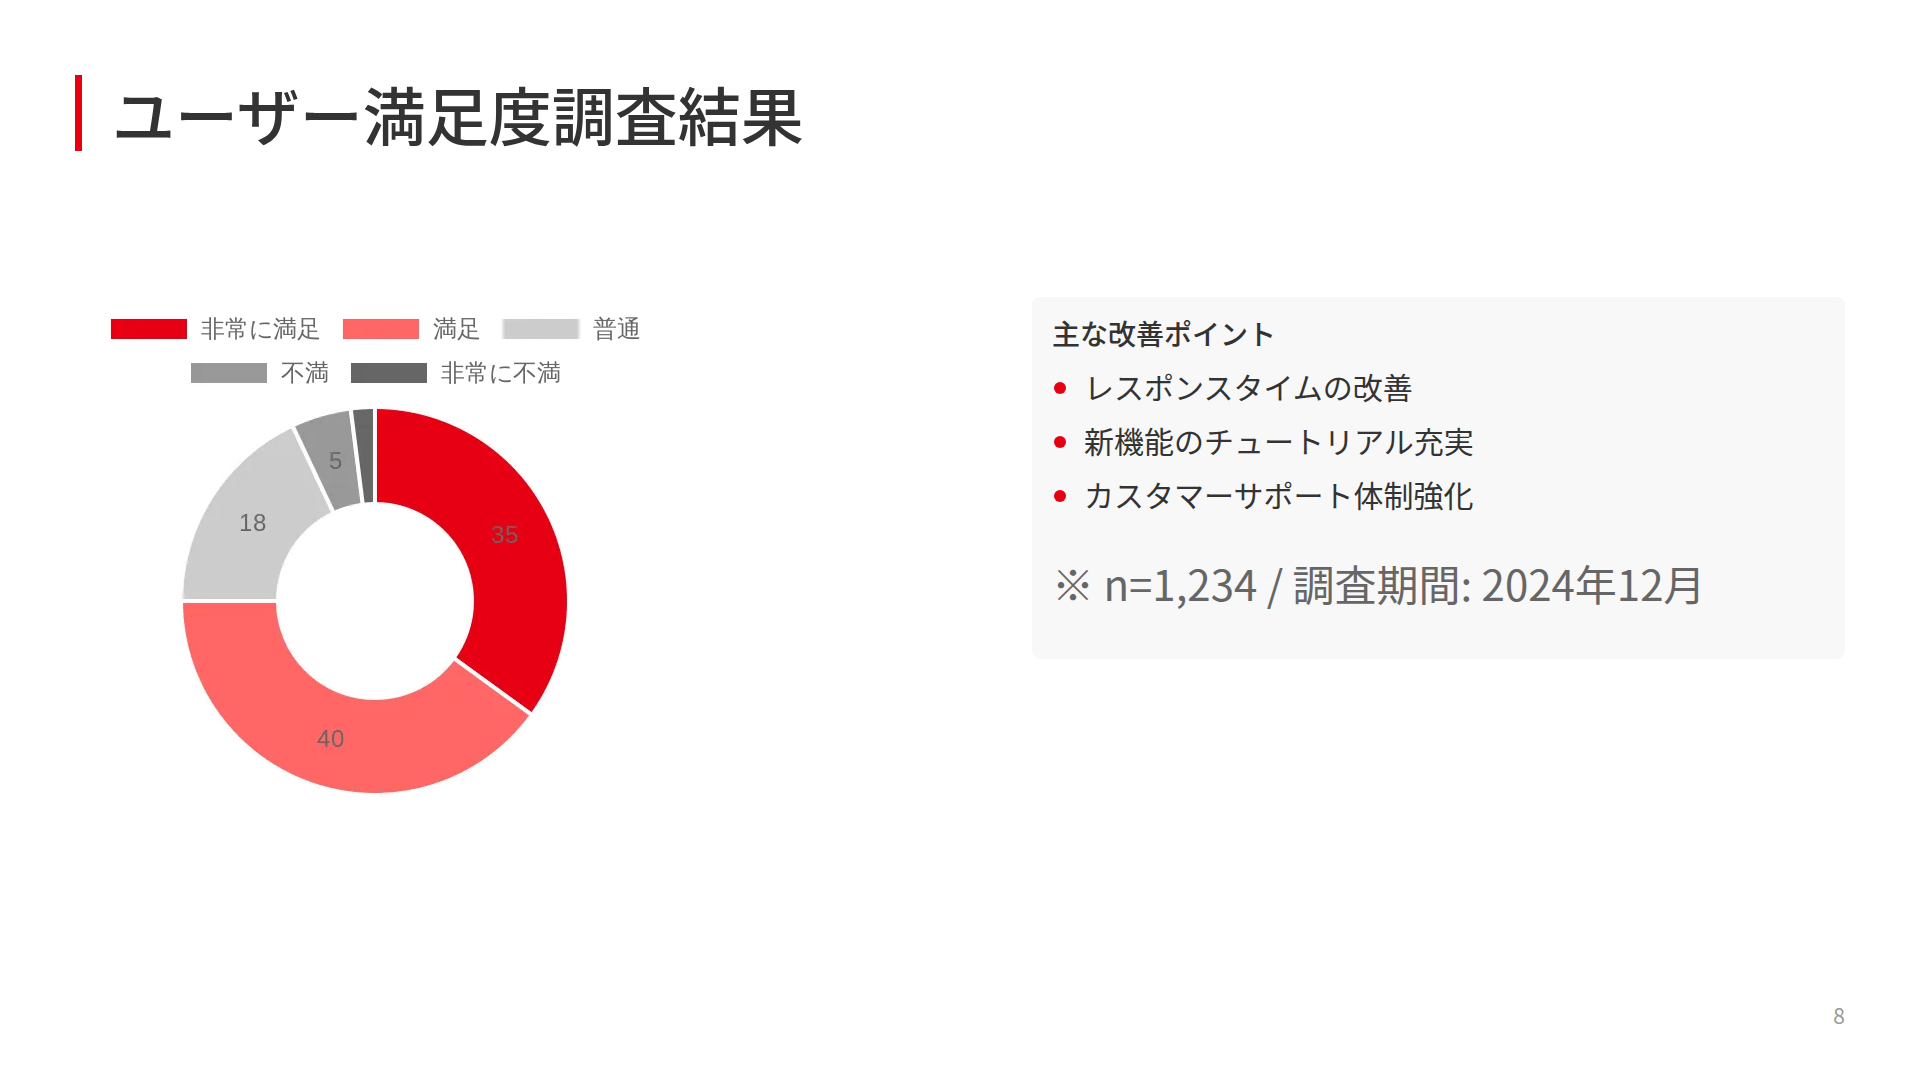 ユーザー満足度調査結果
非常に満足 満足 普通
不満 非常に不満
5
18
35
40
主な改善ポイント
レスポンスタイムの改善
新機能のチュートリアル充実
カスタマーサポート体制強化
※ n=1,234 / 調査期間: 2024年12月
8